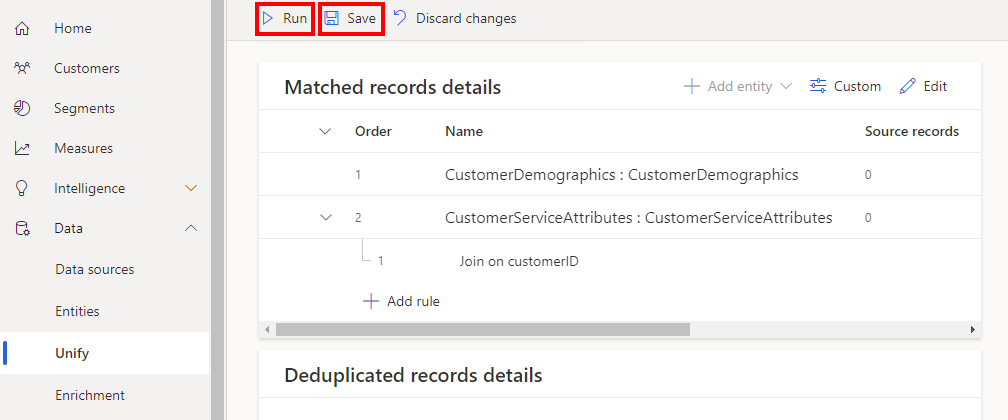 Home
Customers
Segments
Measures
Intelligence
Data
Data sources
Entities
Unify
Enrichment
Run Save Discard changes
Matched records details Add entity Custom Edit
Order Name Source records
1 CustomerDemographics : CustomerDemographics 0
2 CustomerServiceAttributes : CustomerServiceAttributes 0
1 Join on customerID
Add rule
Deduplicated records details